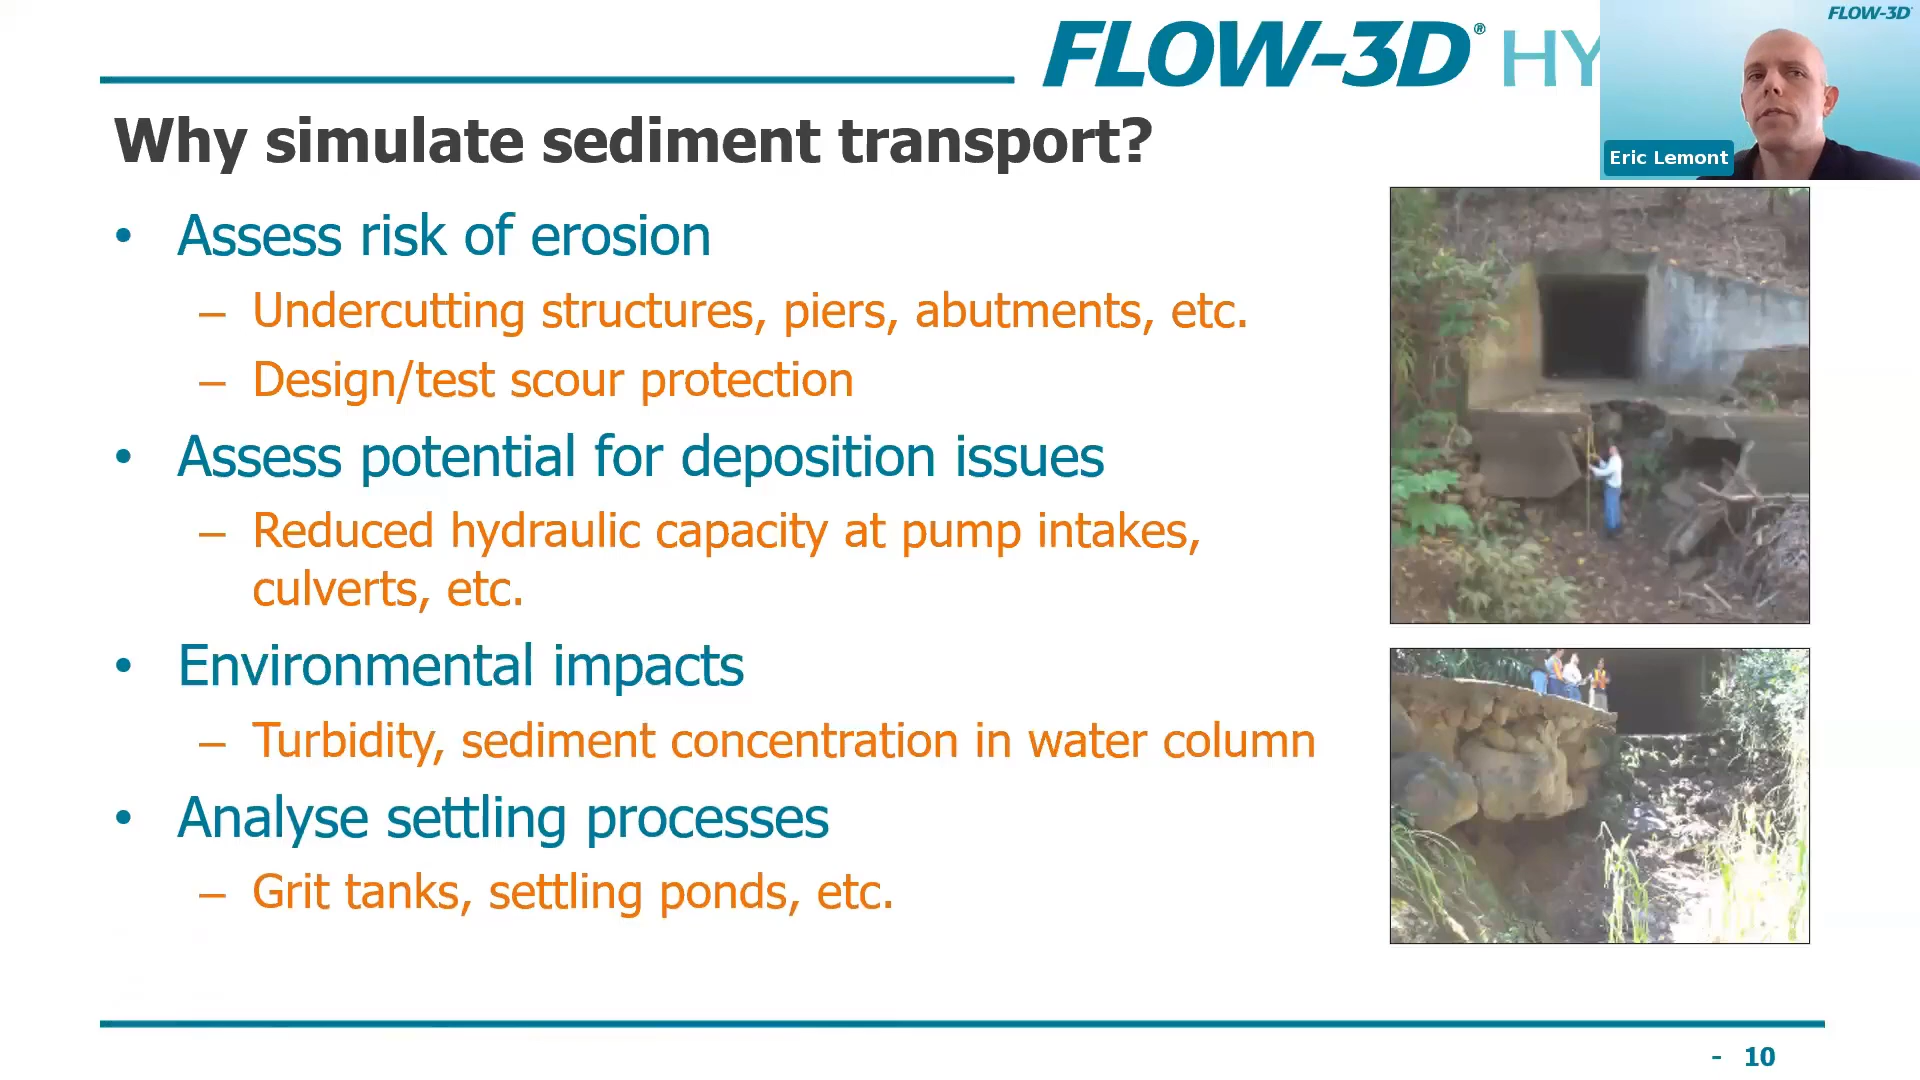 FLOW-3D® HY
FLOW-3D
Eric Lemont
Why simulate sediment transport?
• Assess risk of erosion
– Undercutting structures, piers, abutments, etc.
– Design/test scour protection
• Assess potential for deposition issues
– Reduced hydraulic capacity at pump intakes,
culverts, etc.
• Environmental impacts
– Turbidity, sediment concentration in water column
• Analyse settling processes
– Grit tanks, settling ponds, etc.
- 10